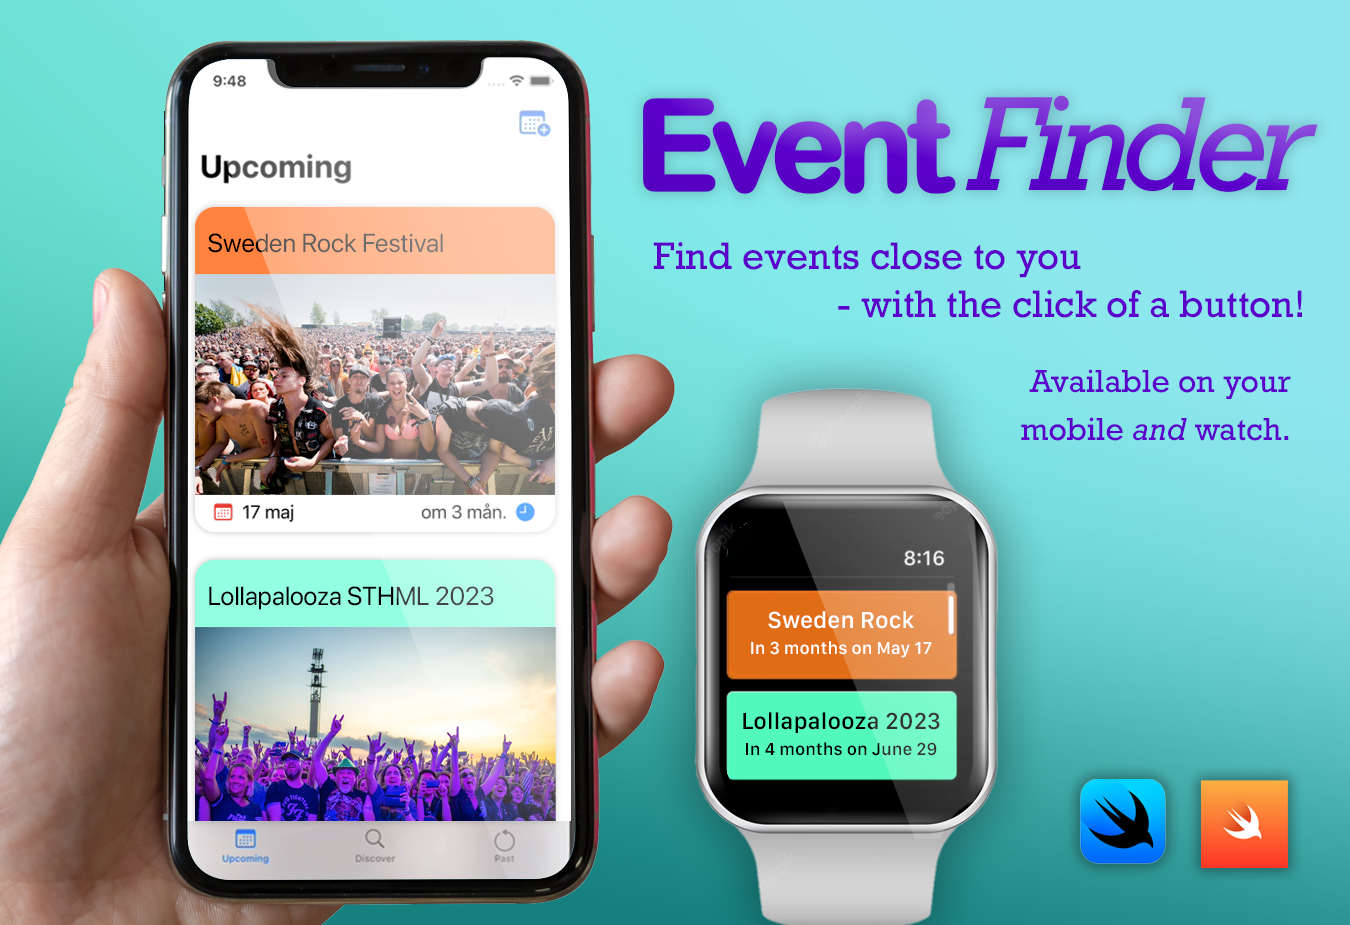 9:48
Upcoming
Sweden Rock Festival
17 maj
om 3 mån.
Lollapalooza STHML 2023
Upcoming
Discover
Past
Event Finder
Find events close to you
- with the click of a button!
Available on your
mobile and watch.
8:16
Sweden Rock
In 3 months on May 17
Lollapalooza 2023
In 4 months on June 29